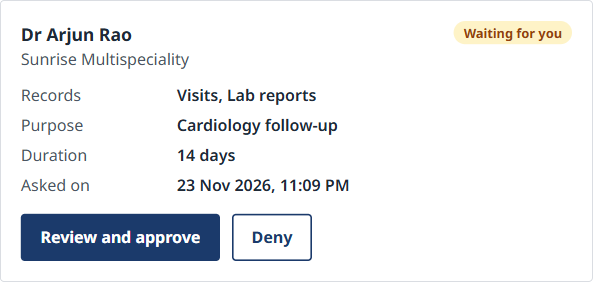 Dr Arjun Rao
Waiting for you
Sunrise Multispeciality
Records Visits, Lab reports
Purpose Cardiology follow-up
Duration 14 days
Asked on 23 Nov 2026, 11:09 PM
Review and approve Deny